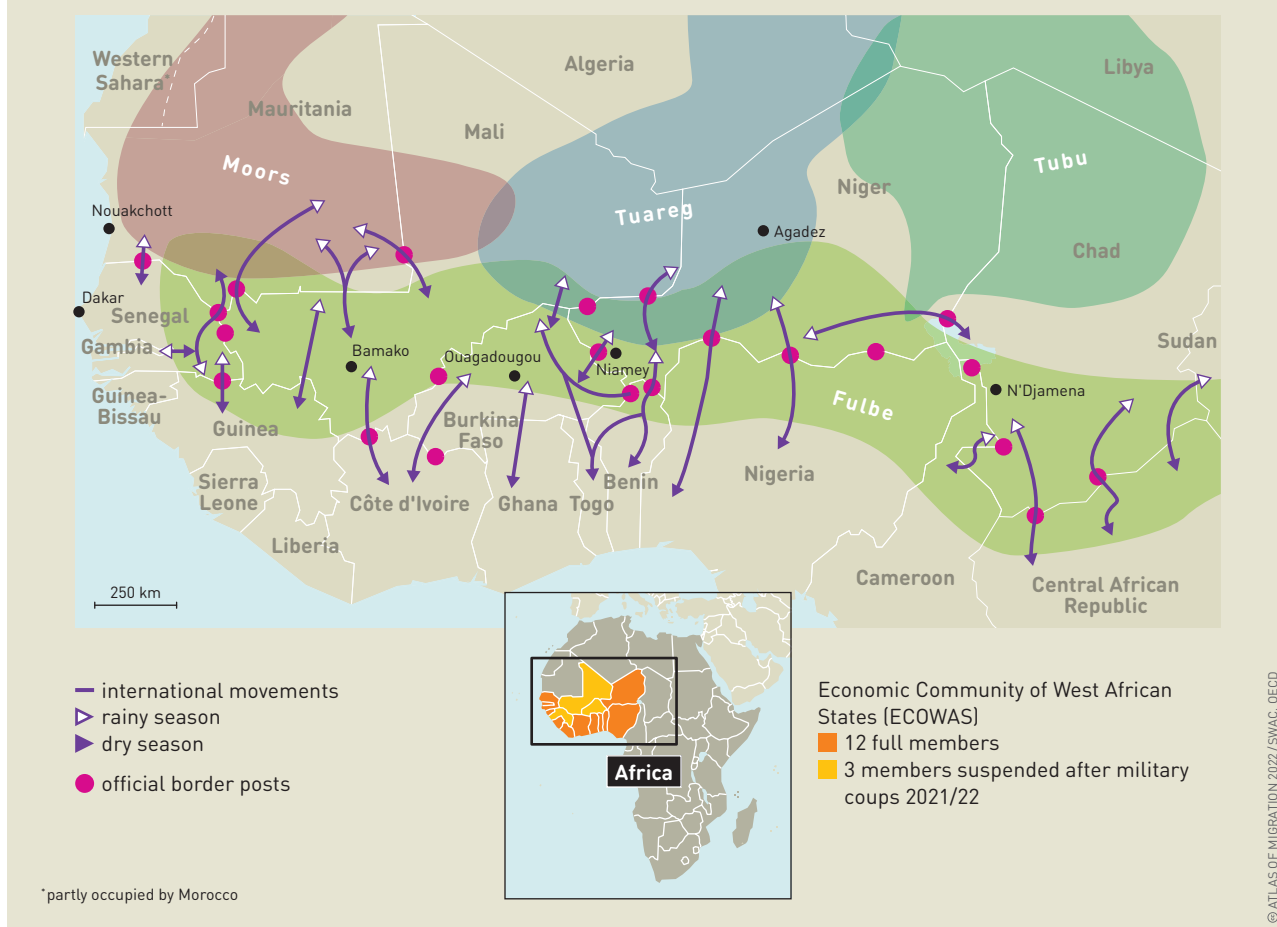 Western
Sahara*
Mauritania
Algeria
Libya
Mali
Moors
Tuareg
Niger
Tubu
Nouakchott
Agadez
Chad
Dakar
Senegal
Gambia
Bamako
Ouagadougou
Niamey
Sudan
Guinea-
Bissau
Guinea
Burkina
Faso
Fulbe
N'Djamena
Sierra
Leone
Côte d'Ivoire
Ghana
Togo
Benin
Nigeria
Liberia
Cameroon
Central African
Republic
250 km
international movements
rainy season
dry season
official border posts
Africa
Economic Community of West African
States (ECOWAS)
12 full members
3 members suspended after military
coups 2021/22
*partly occupied by Morocco
© ATLAS OF MIGRATION 2022 / SWAC, OECD